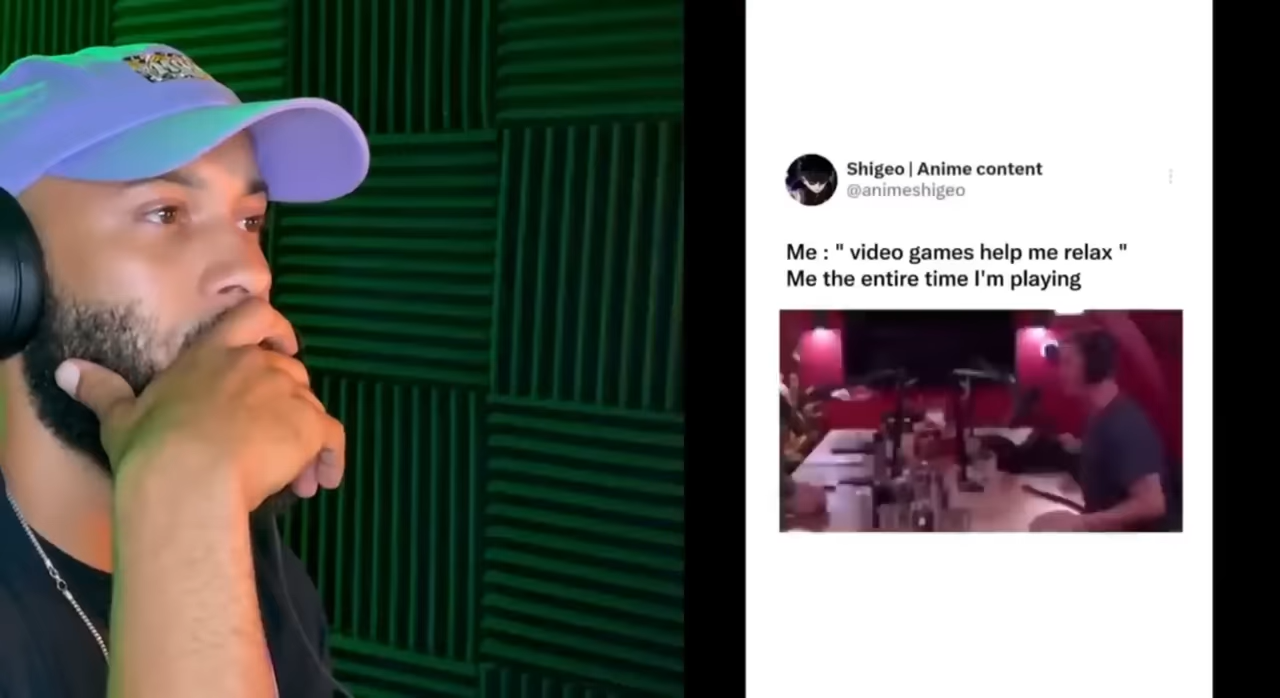 Shigeo | Anime content
@animeshigeo
Me : " video games help me relax "
Me the entire time I'm playing